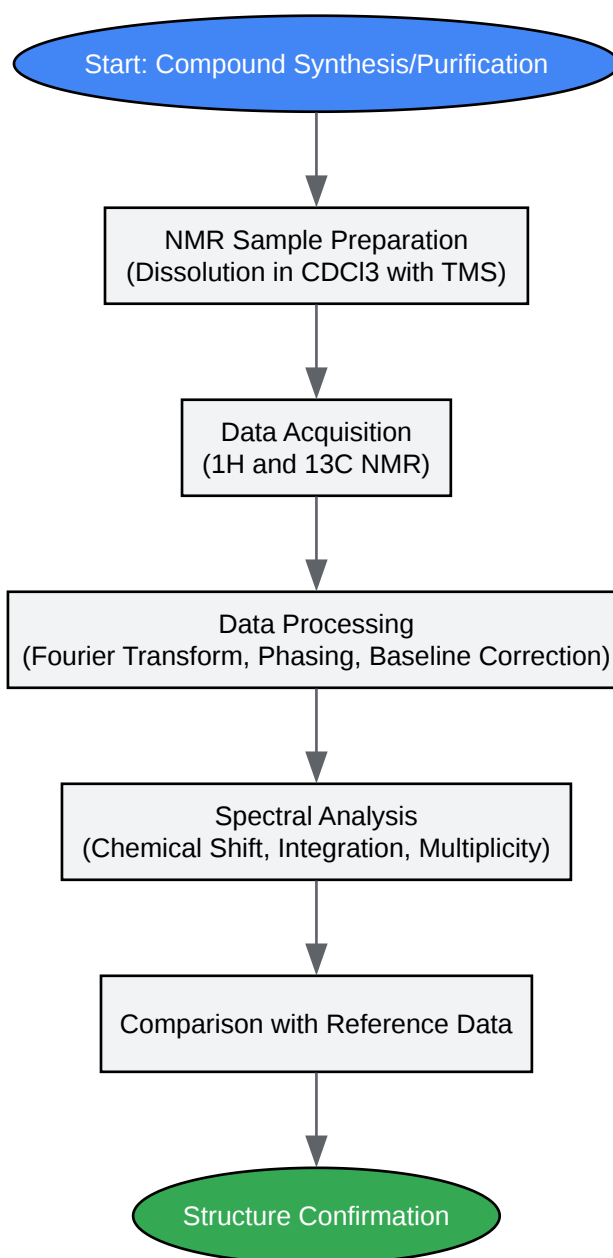 Start: Compound Synthesis/Purification
NMR Sample Preparation
(Dissolution in CDCl3 with TMS)
Data Acquisition
(1H and 13C NMR)
Data Processing
(Fourier Transform, Phasing, Baseline Correction)
Spectral Analysis
(Chemical Shift, Integration, Multiplicity)
Comparison with Reference Data
Structure Confirmation